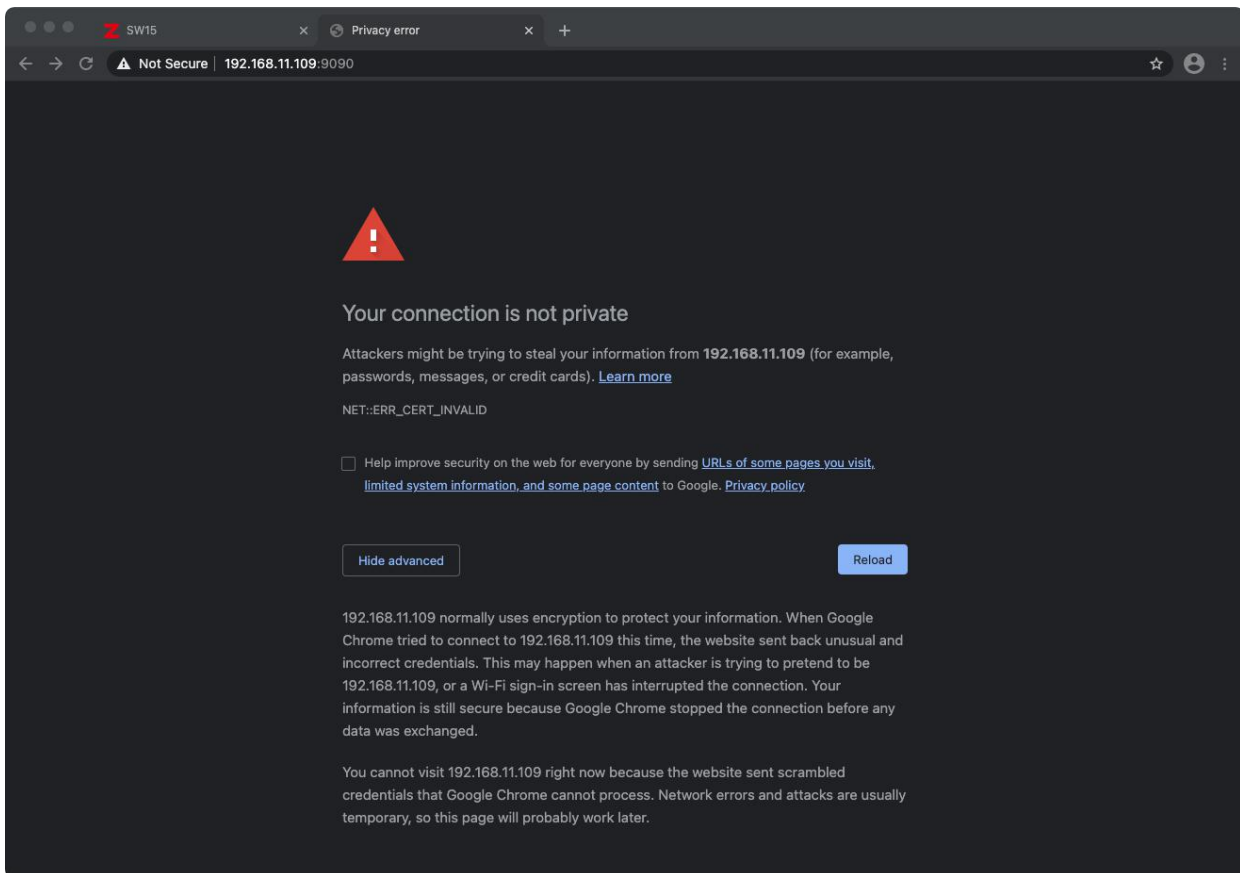 SW15
Privacy error
Not Secure | 192.168.11.109:9090
Your connection is not private
Attackers might be trying to steal your information from 192.168.11.109 (for example,
passwords, messages, or credit cards). Learn more
NET::ERR_CERT_INVALID
Help improve security on the web for everyone by sending URLs of some pages you visit,
limited system information, and some page content to Google. Privacy policy
Hide advanced
Reload
192.168.11.109 normally uses encryption to protect your information. When Google
Chrome tried to connect to 192.168.11.109 this time, the website sent back unusual and
incorrect credentials. This may happen when an attacker is trying to pretend to be
192.168.11.109, or a Wi-Fi sign-in screen has interrupted the connection. Your
information is still secure because Google Chrome stopped the connection before any
data was exchanged.
You cannot visit 192.168.11.109 right now because the website sent scrambled
credentials that Google Chrome cannot process. Network errors and attacks are usually
temporary, so this page will probably work later.